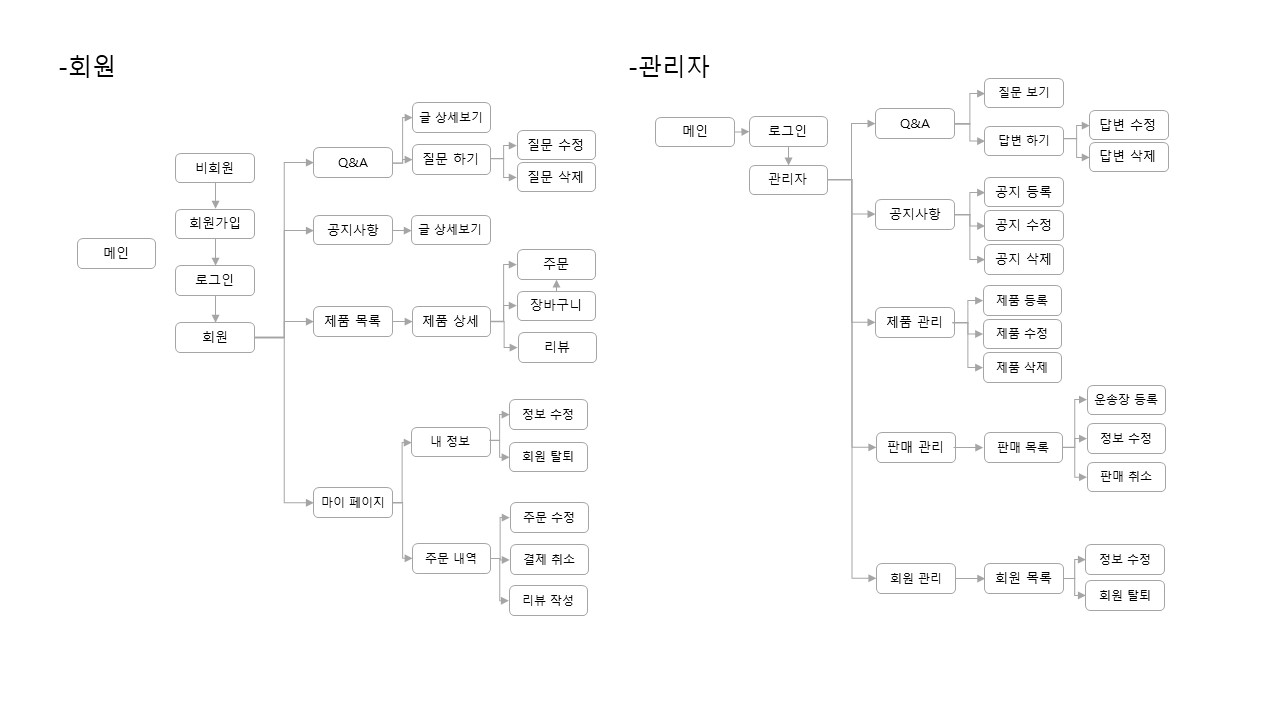 -회원
메인
비회원
회원가입
로그인
회원
Q&A
글 상세보기
질문 하기
질문 수정
질문 삭제
공지사항
글 상세보기
제품 목록
제품 상세
주문
장바구니
리뷰
마이 페이지
내 정보
정보 수정
회원 탈퇴
주문 내역
주문 수정
결제 취소
리뷰 작성
-관리자
메인
로그인
관리자
Q&A
질문 보기
답변 하기
답변 수정
답변 삭제
공지사항
공지 등록
공지 수정
공지 삭제
제품 관리
제품 등록
제품 수정
제품 삭제
판매 관리
판매 목록
운송장 등록
정보 수정
판매 취소
회원 관리
회원 목록
정보 수정
회원 탈퇴